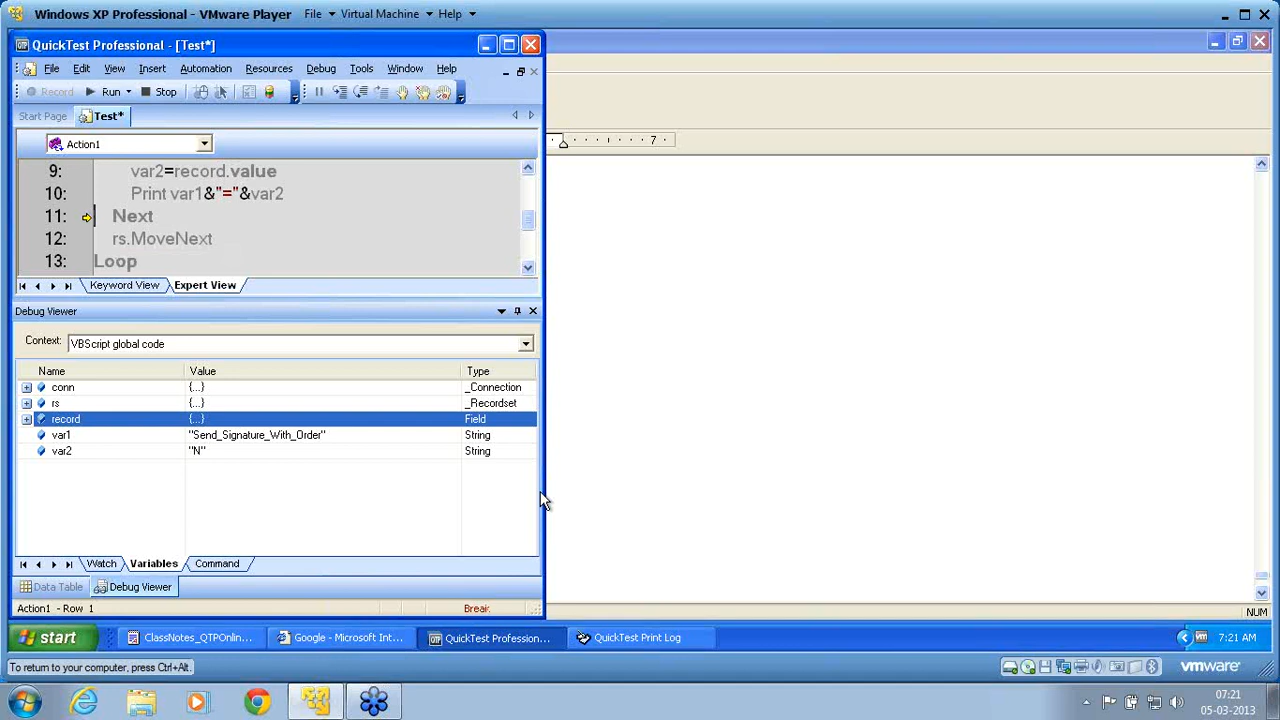 Windows XP Professional - VMware Player File Virtual Machine Help
QuickTest Professional - [Test*]
File Edit View Insert Automation Resources Debug Tools Window Help
Record Run Stop
Start Page Test*
7
Action1
9: var2=record.value
10: Print var1&"="&var2
11: Next
12: rs.MoveNext
13: Loop
Keyword View Expert View
Debug Viewer
Context: VBScript global code
Name Value Type
conn {...} _Connection
rs {...} _Recordset
record {...} Field
var1 "Send_Signature_With_Order" String
var2 "N" String
Watch Variables Command
Data Table Debug Viewer
Action1 - Row 1 Break
NUM
start ClassNotes_QTPOnlin... Google - Microsoft Int... QuickTest Profession... QuickTest Print Log 7:21 AM
To return to your computer, press Ctrl+Alt. vmware
07:21
05-03-2013